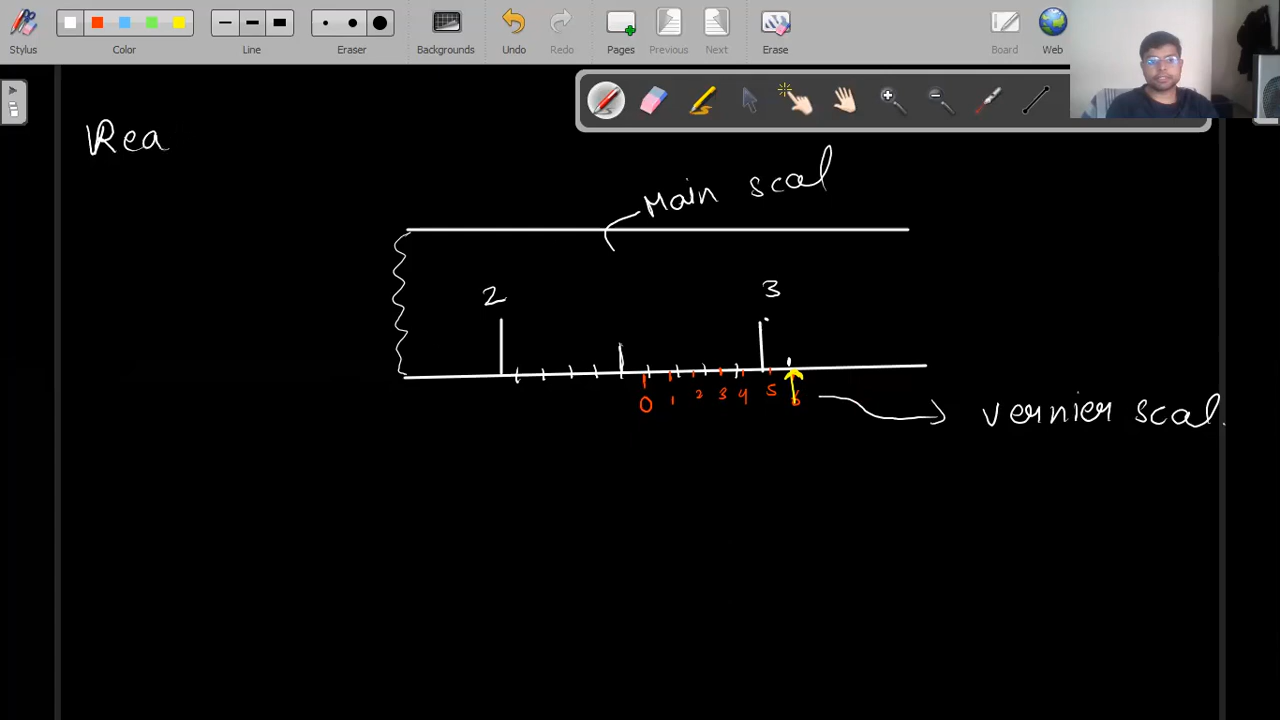 Stylus Color Line Eraser Backgrounds Undo Redo Pages Previous Next Erase Board Web
Rea
Main scal
2 3
0 1 2 3 4 5 6
vernier scal.